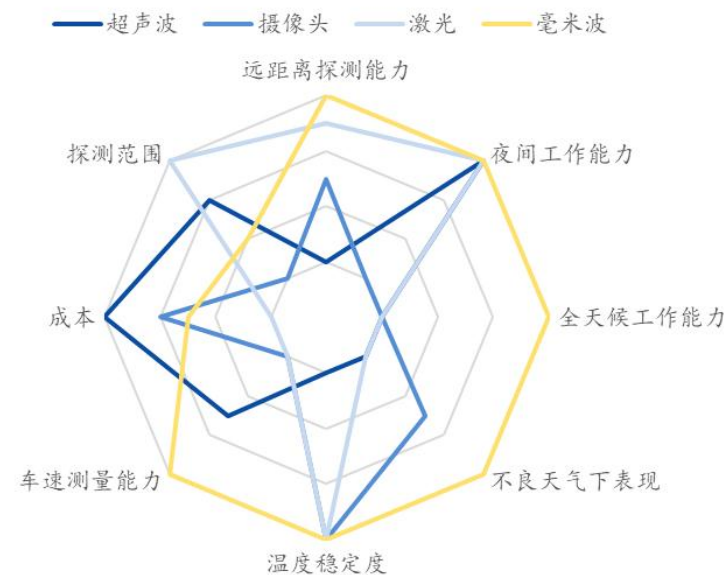 超声波 摄像头 激光 毫米波
远距离探测能力
探测范围 夜间工作能力
成本 全天候工作能力
车速测量能力 不良天气下表现
温度稳定度